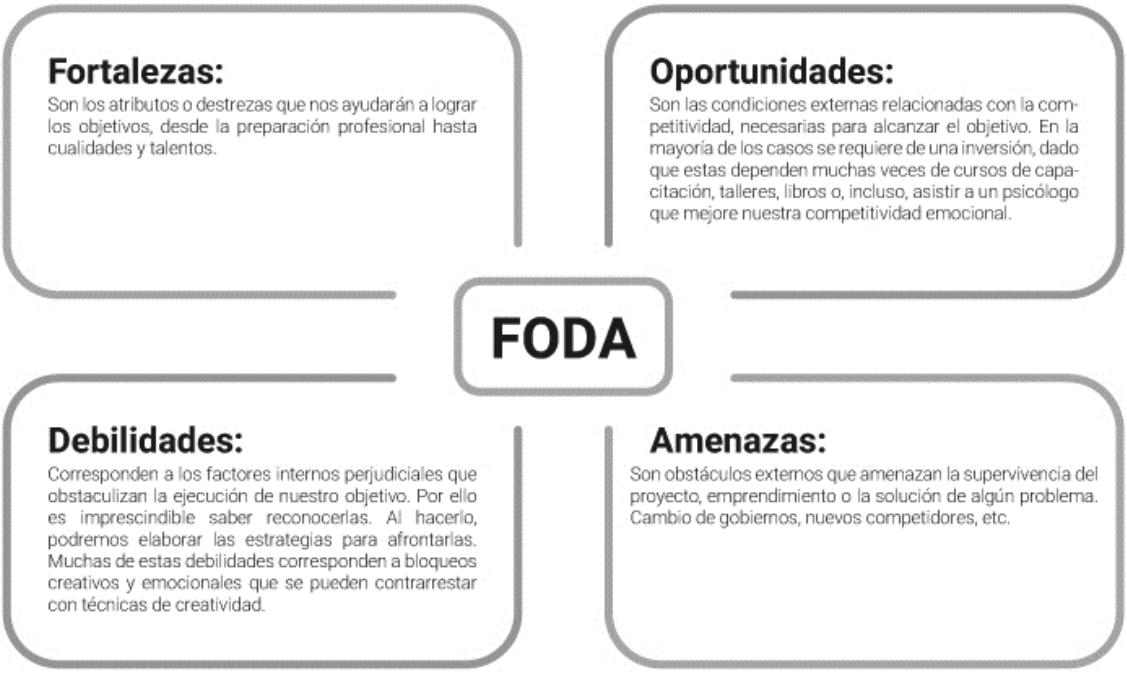 Fortalezas:
Son los atributos o destrezas que nos ayudarán a lograr
los objetivos, desde la preparación profesional hasta
cualidades y talentos.
Oportunidades:
Son las condiciones externas relacionadas con la com-
petitividad, necesarias para alcanzar el objetivo. En la
mayoría de los casos se requiere de una inversión, dado
que estas dependen muchas veces de cursos de capa-
citación, talleres, libros o, incluso, asistir a un psicólogo
que mejore nuestra competitividad emocional.
FODA
Debilidades:
Corresponden a los factores internos perjudiciales que
obstaculizan la ejecución de nuestro objetivo. Por ello
es imprescindible saber reconocerlas. Al hacerlo,
podremos elaborar las estrategias para afrontarlas.
Muchas de estas debilidades corresponden a bloqueos
creativos y emocionales que se pueden contrarrestar
con técnicas de creatividad.
Amenazas:
Son obstáculos externos que amenazan la supervivencia del
proyecto, emprendimiento o la solución de algún problema.
Cambio de gobiernos, nuevos competidores, etc.